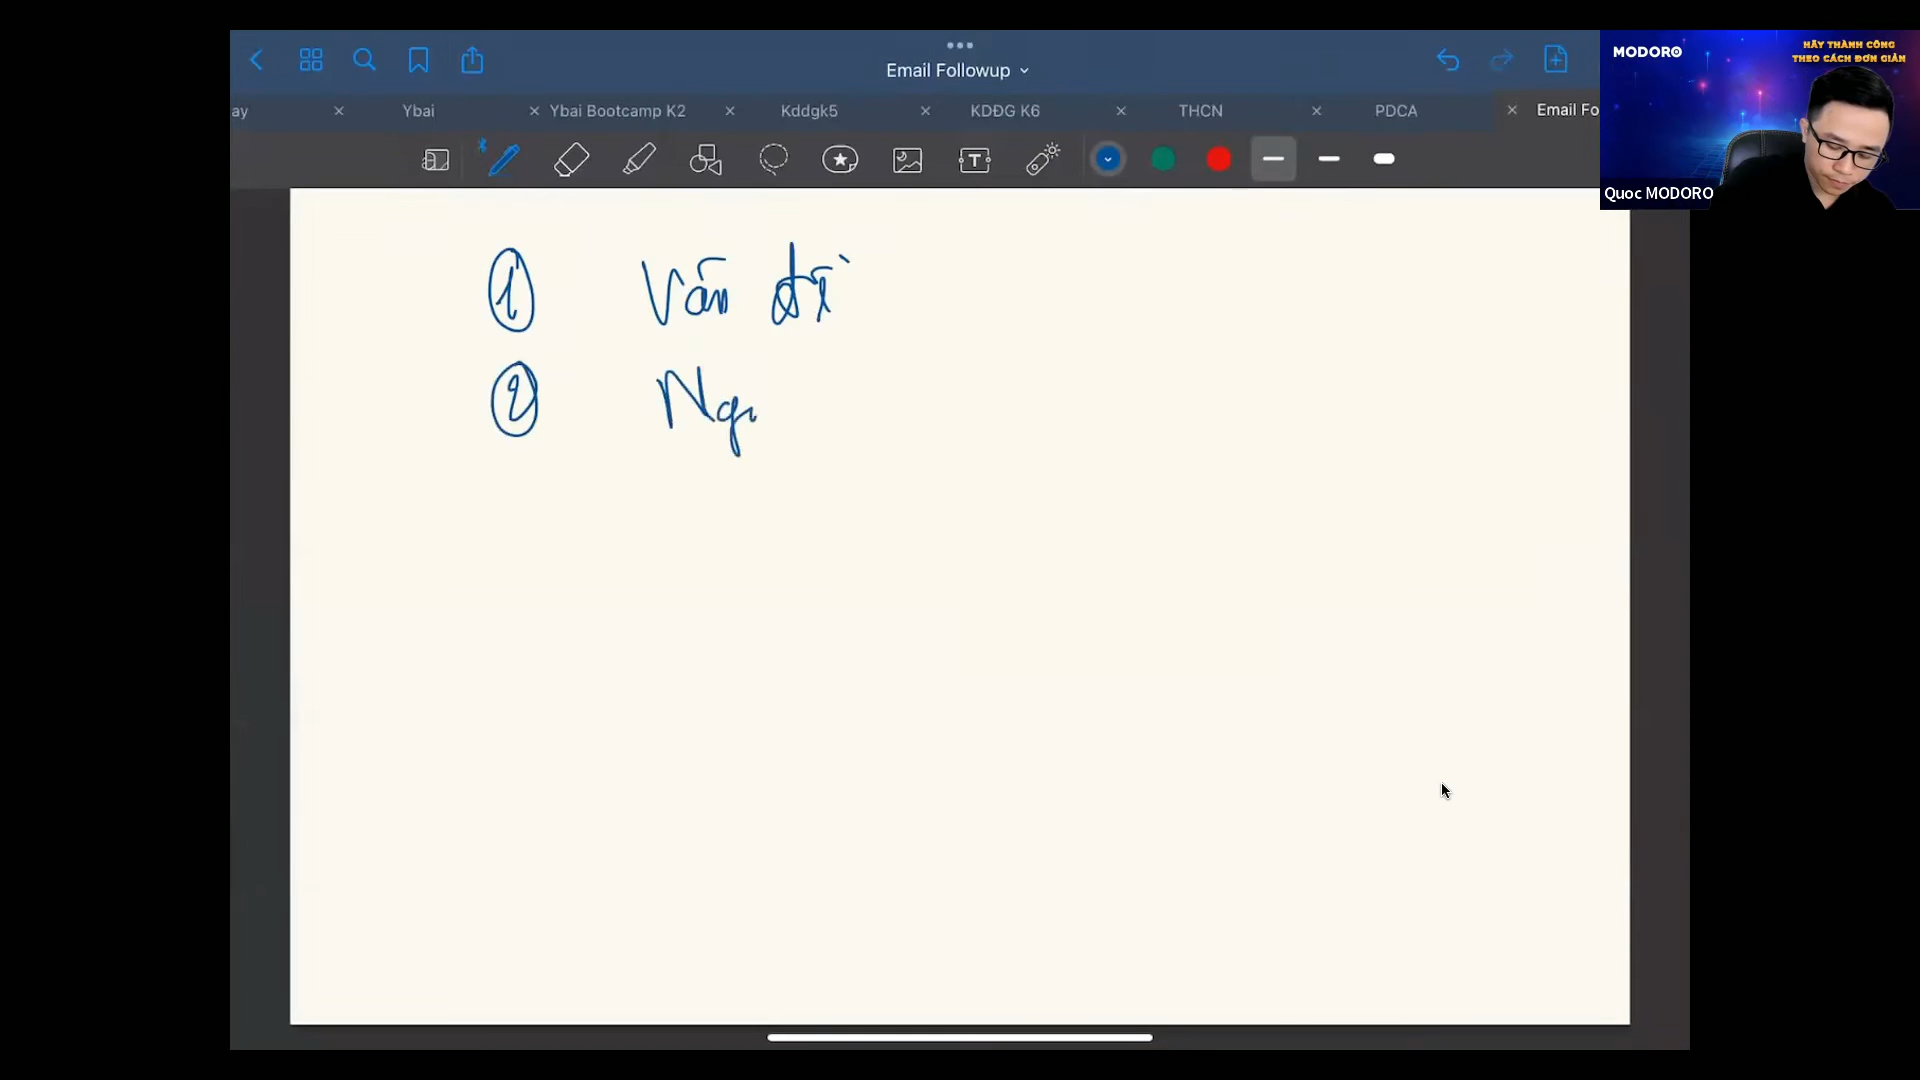 Email Followup
MODORO
HÃY THÀNH CÔNG
THEO CÁCH ĐƠN GIẢN
ay
Ybai
Ybai Bootcamp K2
Kddgk5
KDĐG K6
THCN
PDCA
Email Fo
T
Quoc MODORO
1 Vấn đề
2 Ngu